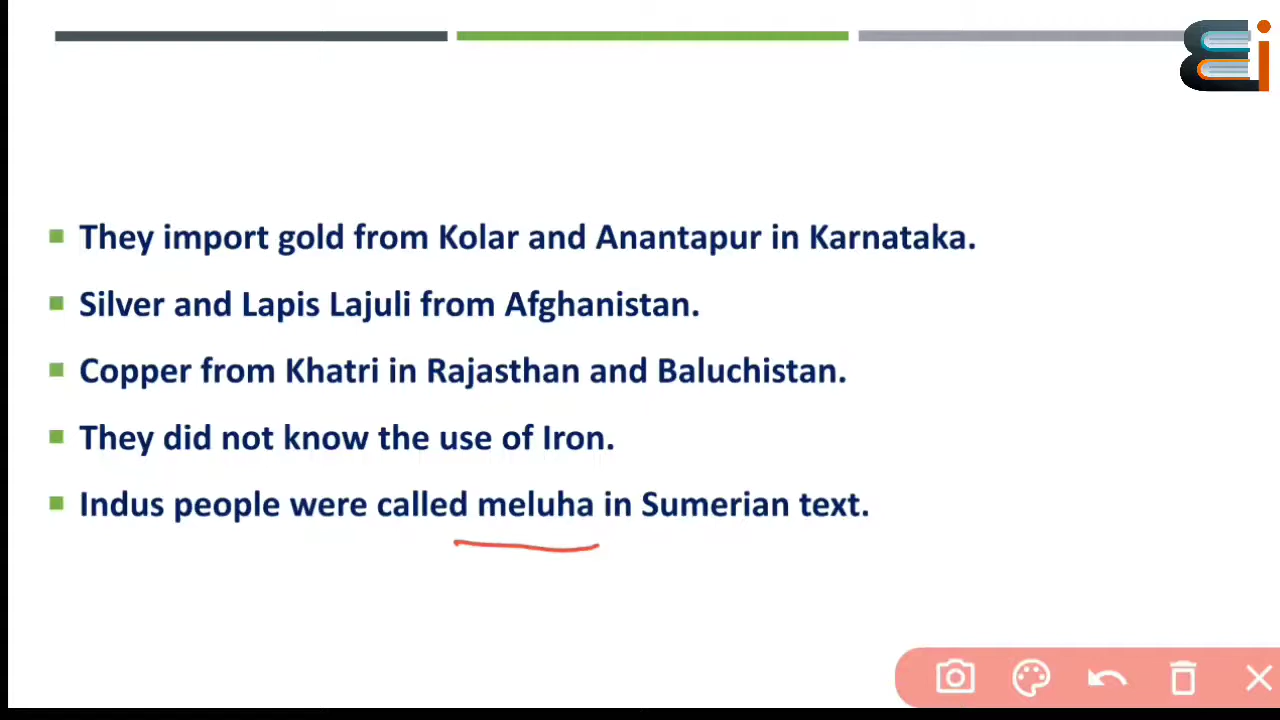 They import gold from Kolar and Anantapur in Karnataka.
Silver and Lapis Lajuli from Afghanistan.
Copper from Khatri in Rajasthan and Baluchistan.
They did not know the use of Iron.
Indus people were called meluha in Sumerian text.